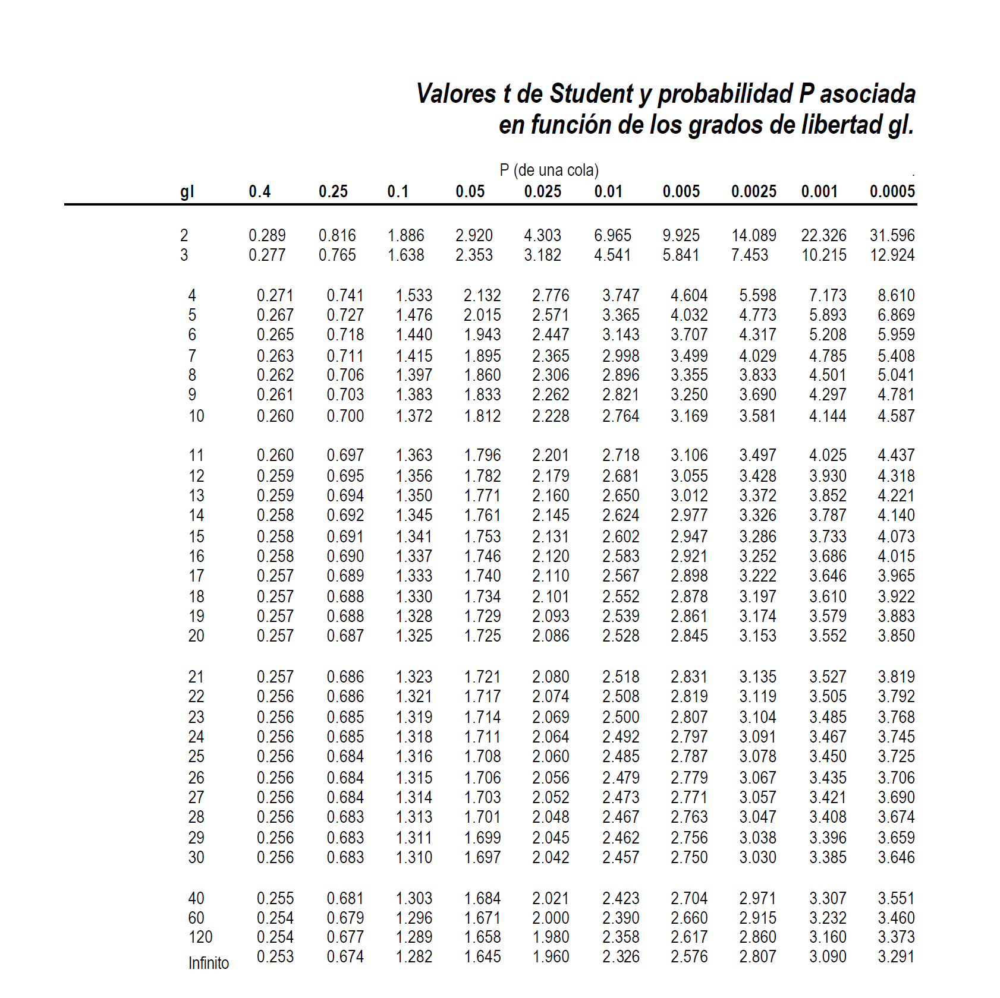 Valores t de Student y probabilidad P asociada
en función de los grados de libertad gl.
P (de una cola) .
gl 0.4 0.25 0.1 0.05 0.025 0.01 0.005 0.0025 0.001 0.0005
2 0.289 0.816 1.886 2.920 4.303 6.965 9.925 14.089 22.326 31.596
3 0.277 0.765 1.638 2.353 3.182 4.541 5.841 7.453 10.215 12.924
4 0.271 0.741 1.533 2.132 2.776 3.747 4.604 5.598 7.173 8.610
5 0.267 0.727 1.476 2.015 2.571 3.365 4.032 4.773 5.893 6.869
6 0.265 0.718 1.440 1.943 2.447 3.143 3.707 4.317 5.208 5.959
7 0.263 0.711 1.415 1.895 2.365 2.998 3.499 4.029 4.785 5.408
8 0.262 0.706 1.397 1.860 2.306 2.896 3.355 3.833 4.501 5.041
9 0.261 0.703 1.383 1.833 2.262 2.821 3.250 3.690 4.297 4.781
10 0.260 0.700 1.372 1.812 2.228 2.764 3.169 3.581 4.144 4.587
11 0.260 0.697 1.363 1.796 2.201 2.718 3.106 3.497 4.025 4.437
12 0.259 0.695 1.356 1.782 2.179 2.681 3.055 3.428 3.930 4.318
13 0.259 0.694 1.350 1.771 2.160 2.650 3.012 3.372 3.852 4.221
14 0.258 0.692 1.345 1.761 2.145 2.624 2.977 3.326 3.787 4.140
15 0.258 0.691 1.341 1.753 2.131 2.602 2.947 3.286 3.733 4.073
16 0.258 0.690 1.337 1.746 2.120 2.583 2.921 3.252 3.686 4.015
17 0.257 0.689 1.333 1.740 2.110 2.567 2.898 3.222 3.646 3.965
18 0.257 0.688 1.330 1.734 2.101 2.552 2.878 3.197 3.610 3.922
19 0.257 0.688 1.328 1.729 2.093 2.539 2.861 3.174 3.579 3.883
20 0.257 0.687 1.325 1.725 2.086 2.528 2.845 3.153 3.552 3.850
21 0.257 0.686 1.323 1.721 2.080 2.518 2.831 3.135 3.527 3.819
22 0.256 0.686 1.321 1.717 2.074 2.508 2.819 3.119 3.505 3.792
23 0.256 0.685 1.319 1.714 2.069 2.500 2.807 3.104 3.485 3.768
24 0.256 0.685 1.318 1.711 2.064 2.492 2.797 3.091 3.467 3.745
25 0.256 0.684 1.316 1.708 2.060 2.485 2.787 3.078 3.450 3.725
26 0.256 0.684 1.315 1.706 2.056 2.479 2.779 3.067 3.435 3.706
27 0.256 0.684 1.314 1.703 2.052 2.473 2.771 3.057 3.421 3.690
28 0.256 0.683 1.313 1.701 2.048 2.467 2.763 3.047 3.408 3.674
29 0.256 0.683 1.311 1.699 2.045 2.462 2.756 3.038 3.396 3.659
30 0.256 0.683 1.310 1.697 2.042 2.457 2.750 3.030 3.385 3.646
40 0.255 0.681 1.303 1.684 2.021 2.423 2.704 2.971 3.307 3.551
60 0.254 0.679 1.296 1.671 2.000 2.390 2.660 2.915 3.232 3.460
120 0.254 0.677 1.289 1.658 1.980 2.358 2.617 2.860 3.160 3.373
Infinito 0.253 0.674 1.282 1.645 1.960 2.326 2.576 2.807 3.090 3.291